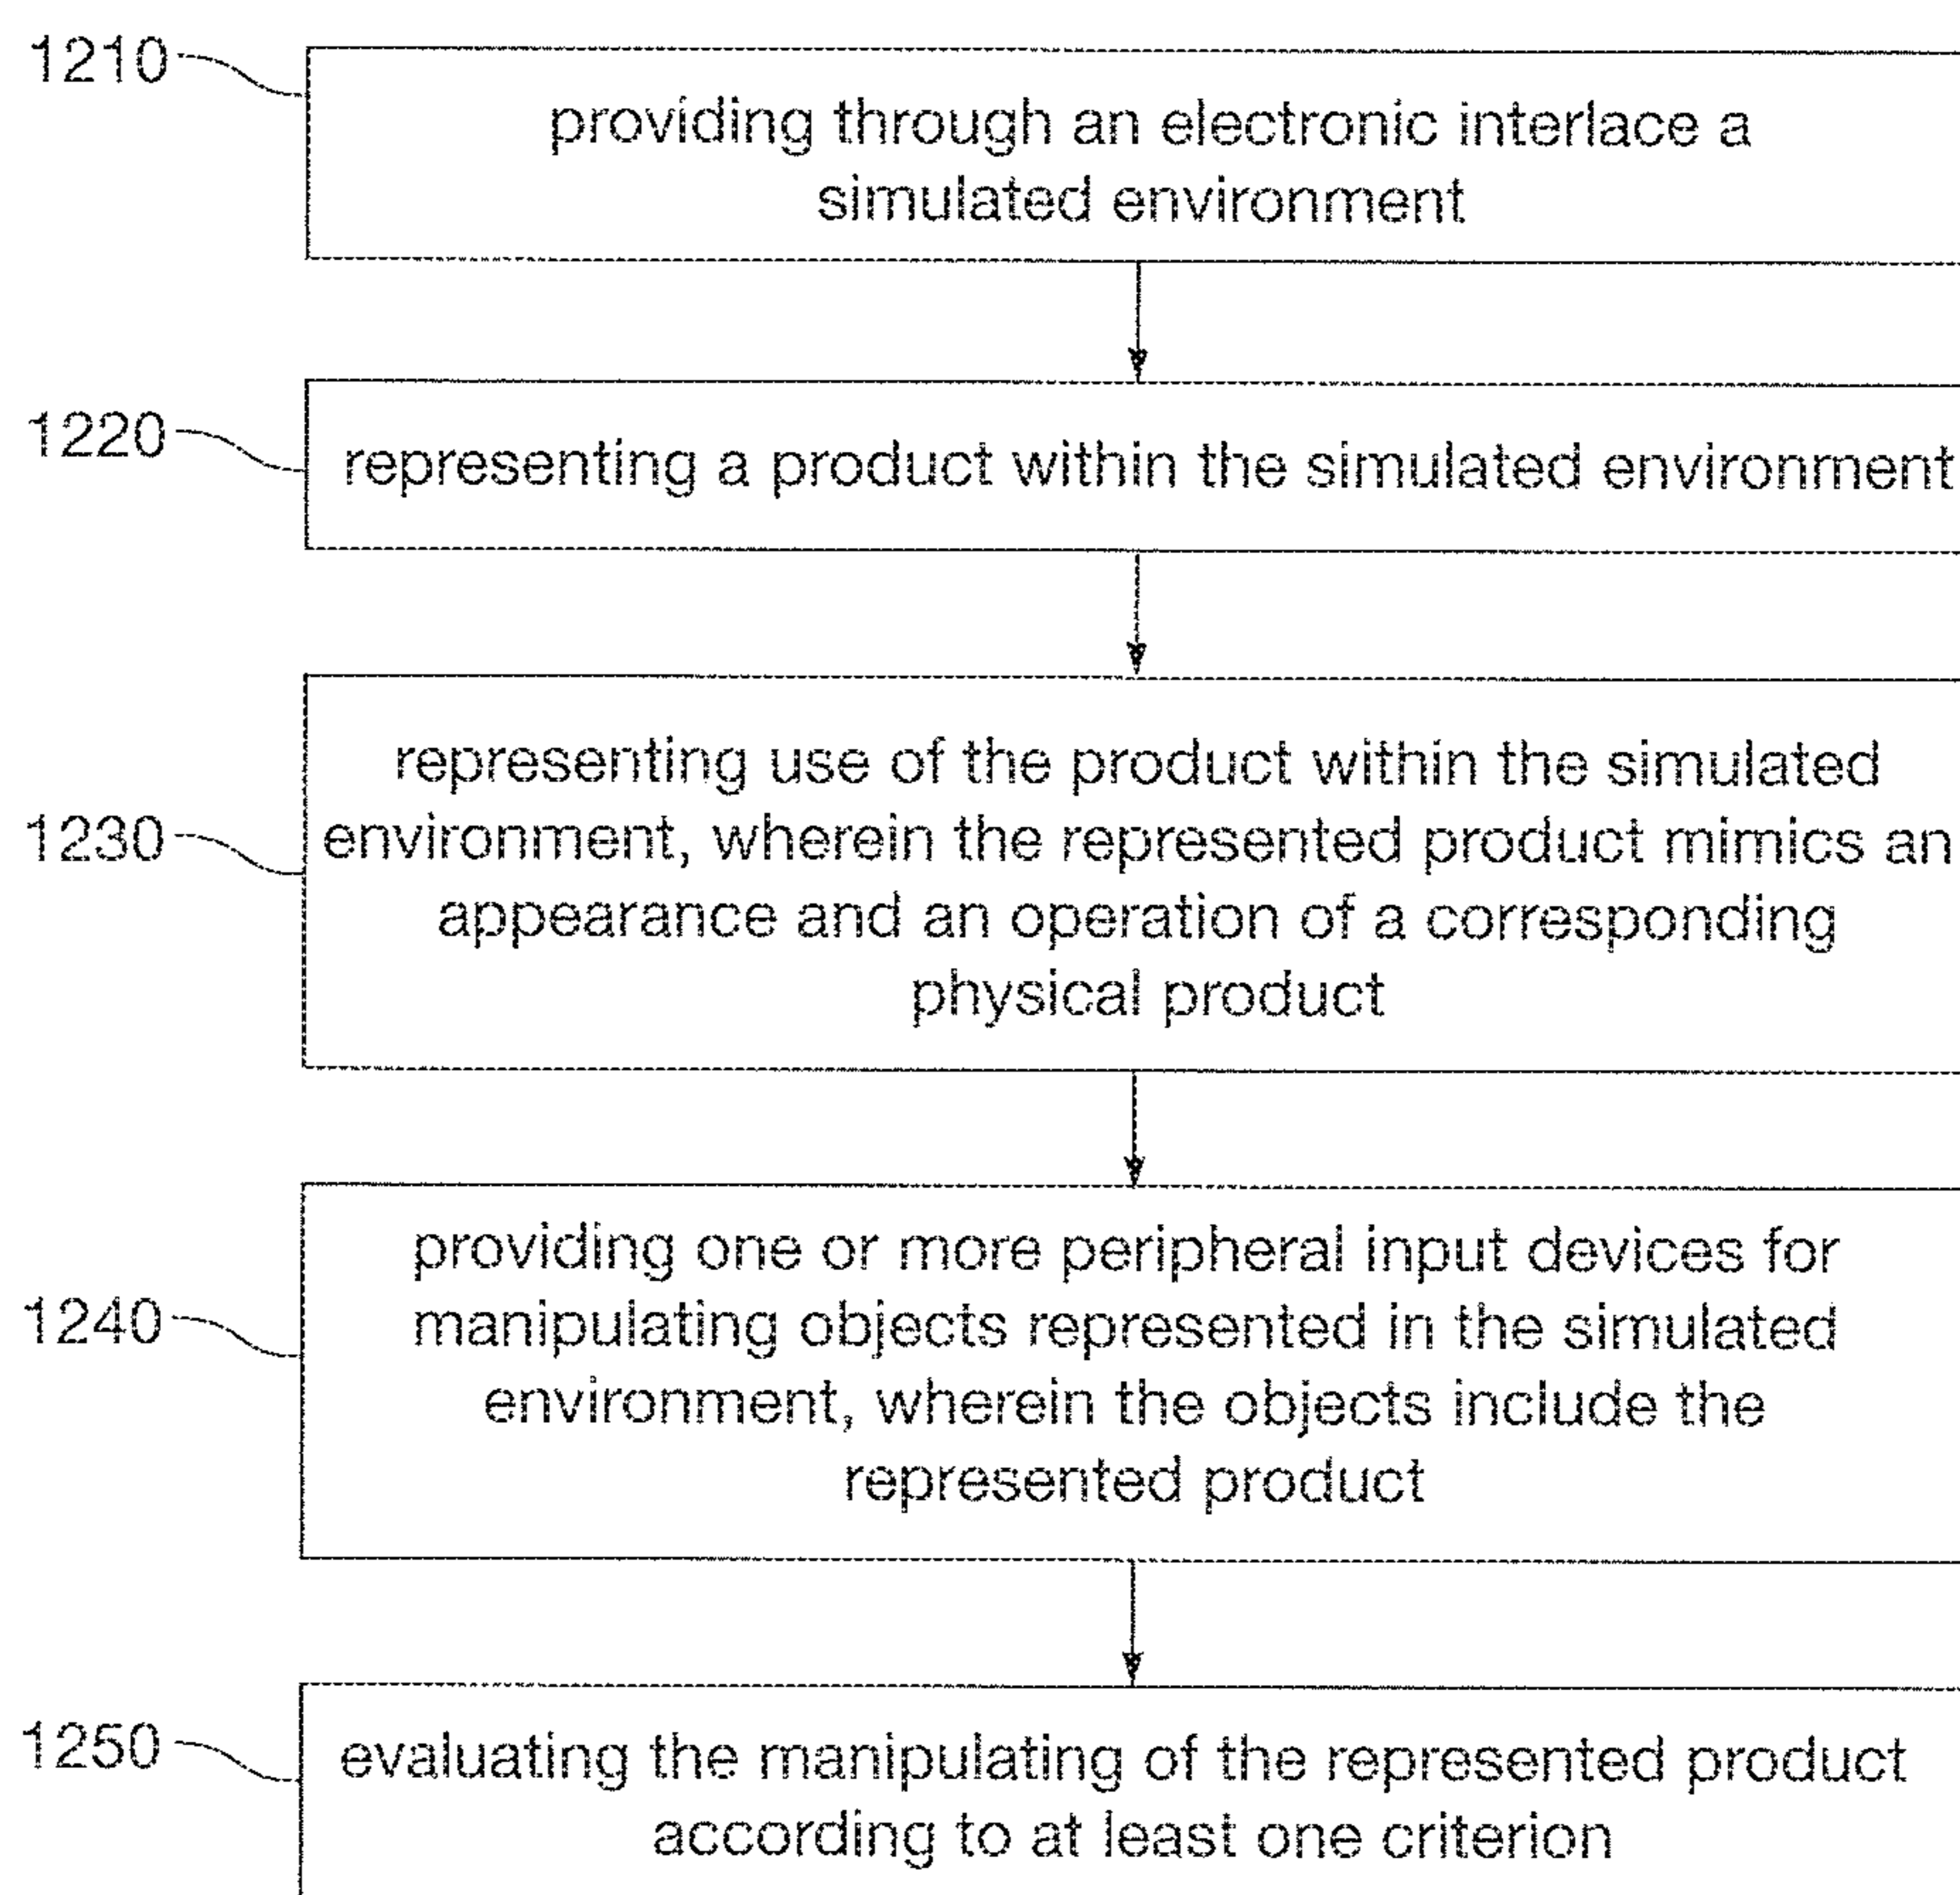 1210
providing through an electronic interlace a
simulated environment
1220
representing a product within the simulated environment
1230
representing use of the product within the simulated
environment, wherein the represented product mimics an
appearance and an operation of a corresponding
physical product
1240
providing one or more peripheral input devices for
manipulating objects represented in the simulated
environment, wherein the objects include the
represented product
1250
evaluating the manipulating of the represented product
according to at least one criterion